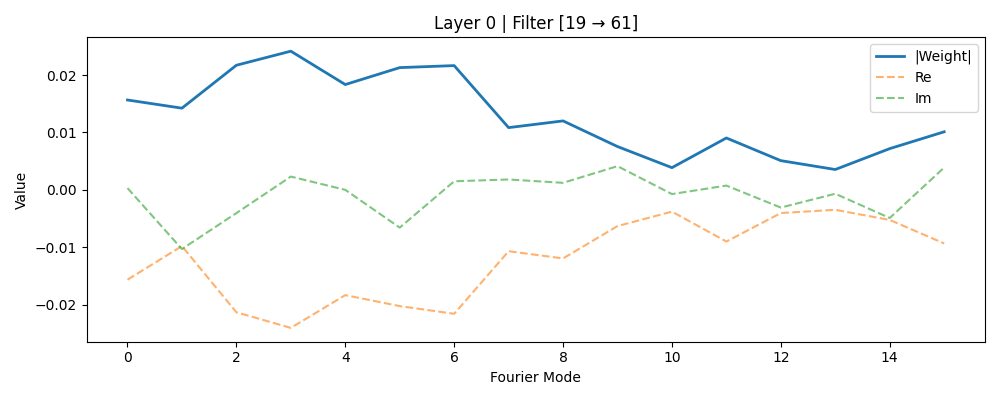 Layer 0 | Filter [19 → 61]
|Weight|
Re
Im
Value
0.02
0.01
0.00
−0.01
−0.02
0 2 4 6 8 10 12 14
Fourier Mode